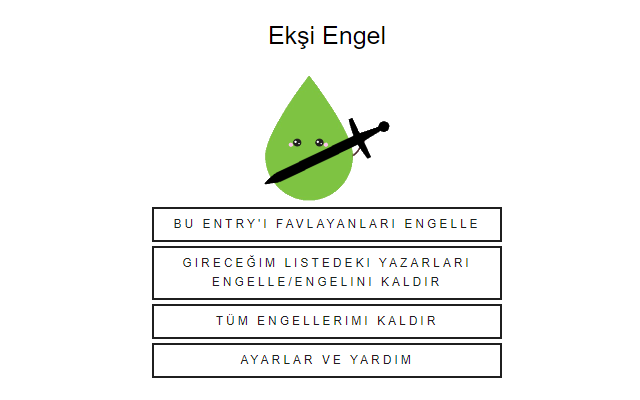 Ekşi Engel
BU ENTRY'I FAVLAYANLARI ENGELLE
GIRECEĞIM LISTEDEKI YAZARLARI
ENGELLE/ENGELINI KALDIR
TÜM ENGELLERIMI KALDIR
AYARLAR VE YARDIM